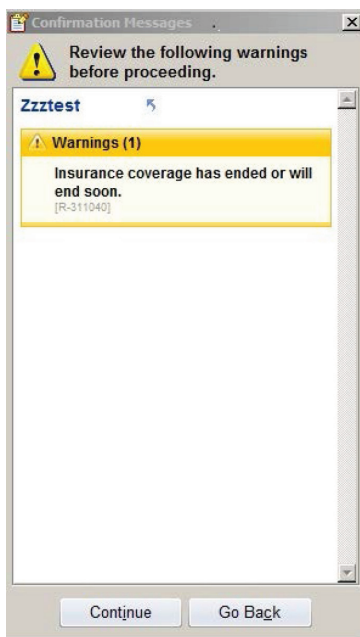 Confirmation Messages
Review the following warnings
before proceeding.
Zzztest
Warnings (1)
Insurance coverage has ended or will
end soon.
[R-311040]
Continue
Go Back